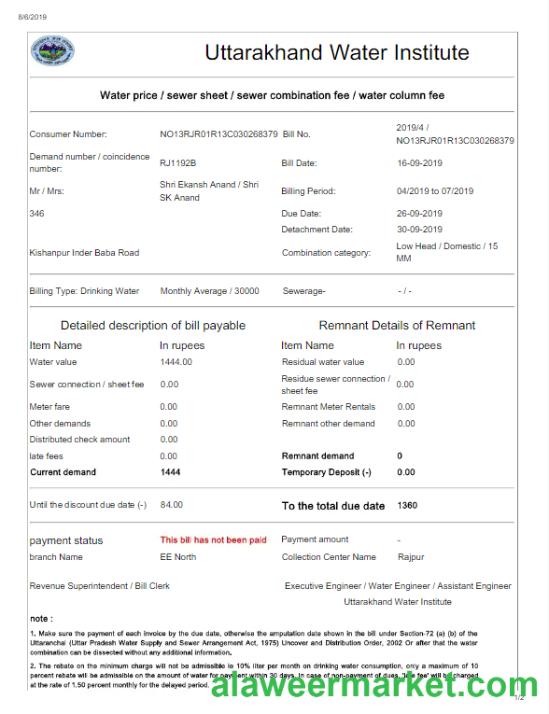 8/6/2019
Uttarakhand Water Institute
Water price / sewer sheet / sewer combination fee / water column fee
Consumer Number: NO13RJR01R13C030268379 Bill No. 2019/4 / NO13RJR01R13C030268379
Demand number / coincidence number: RJ1192B Bill Date: 16-09-2019
Mr / Mrs: Shri Ekansh Anand / Shri SK Anand Billing Period: 04/2019 to 07/2019
346 Due Date: 26-09-2019
Detachment Date: 30-09-2019
Kishanpur Inder Baba Road Combination category: Low Head / Domestic / 15 MM
Billing Type: Drinking Water Monthly Average / 30000 Sewerage- - / -
Detailed description of bill payable Remnant Details of Remnant
Item Name In rupees Item Name In rupees
Water value 1444.00 Residual water value 0.00
Sewer connection / sheet fee 0.00 Residue sewer connection / sheet fee 0.00
Meter fare 0.00 Remnant Meter Rentals 0.00
Other demands 0.00 Remnant other demand 0.00
Distributed check amount 0.00
late fees 0.00 Remnant demand 0
Current demand 1444 Temporary Deposit (-) 0.00
Until the discount due date (-) 84.00 To the total due date 1360
payment status This bill has not been paid Payment amount -
branch Name EE North Collection Center Name Rajpur
Revenue Superintendent / Bill Clerk Executive Engineer / Water Engineer / Assistant Engineer
Uttarakhand Water Institute
note :
1. Make sure the payment of each invoice by the due date, otherwise the amputation date shown in the bill under Section-72 (a) (b) of the
Uttaranchal (Uttar Pradesh Water Supply and Sewer Arrangement Act, 1975) Uncover and Distribution Order, 2002 Or after that the water
combination can be dissected without any additional information.
2. The rebate on the minimum charge will not be admissible ie 10% liter per month on drinking water consumption, only a maximum of 10
percent rebate will be admissible on the amount of water for payment within 30 days. In case of non-payment of dues, 'late fee' will be charged
at the rate of 1.50 percent monthly for the delayed period.
alaweermarket.com
1/2